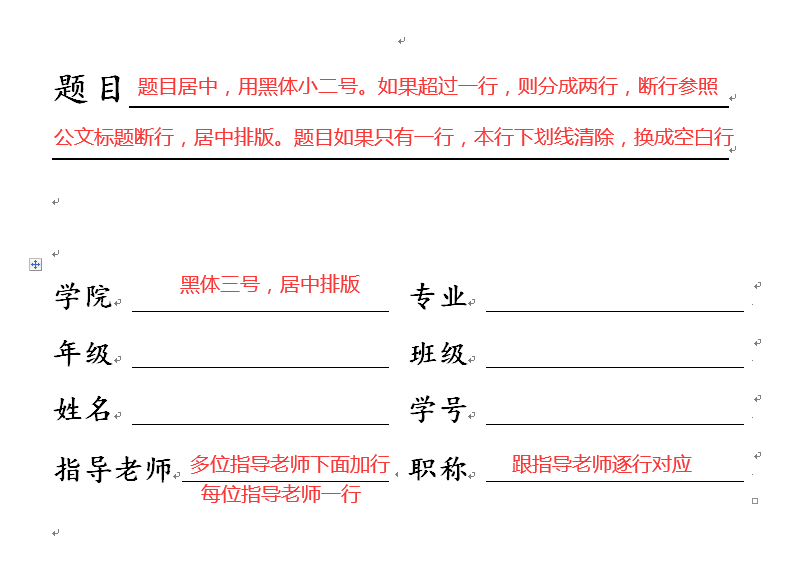 题目 题目居中，用黑体小二号。如果超过一行，则分成两行，断行参照
公文标题断行，居中排版。题目如果只有一行，本行下划线清除，换成空白行
学院 黑体三号，居中排版 专业
年级 班级
姓名 学号
指导老师 多位指导老师下面加行 职称 跟指导老师逐行对应
每位指导老师一行